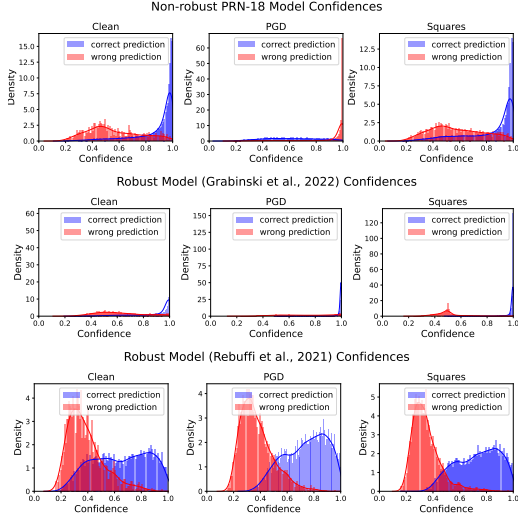 Non-robust PRN-18 Model Confidences
Clean
PGD
Squares
correct prediction
wrong prediction
correct prediction
wrong prediction
correct prediction
wrong prediction
Density
15.0
12.5
10.0
7.5
5.0
2.5
0.0
Density
60
50
40
30
20
10
0
Density
12.5
10.0
7.5
5.0
2.5
0.0
0.0 0.2 0.4 0.6 0.8 1.0
0.0 0.2 0.4 0.6 0.8 1.0
0.0 0.2 0.4 0.6 0.8 1.0
Confidence
Confidence
Confidence
Robust Model (Grabinski et al., 2022) Confidences
Clean
PGD
Squares
correct prediction
wrong prediction
correct prediction
wrong prediction
correct prediction
wrong prediction
Density
60
50
40
30
20
10
0
Density
150
125
100
75
50
25
0
Density
120
100
80
60
40
20
0
0.0 0.2 0.4 0.6 0.8 1.0
0.0 0.2 0.4 0.6 0.8 1.0
0.0 0.2 0.4 0.6 0.8 1.0
Confidence
Confidence
Confidence
Robust Model (Rebuffi et al., 2021) Confidences
Clean
PGD
Squares
correct prediction
wrong prediction
correct prediction
wrong prediction
correct prediction
wrong prediction
Density
4
3
2
1
0
Density
4
3
2
1
0
Density
5
4
3
2
1
0
0.0 0.2 0.4 0.6 0.8 1.0
0.0 0.2 0.4 0.6 0.8 1.0
0.0 0.2 0.4 0.6 0.8 1.0
Confidence
Confidence
Confidence